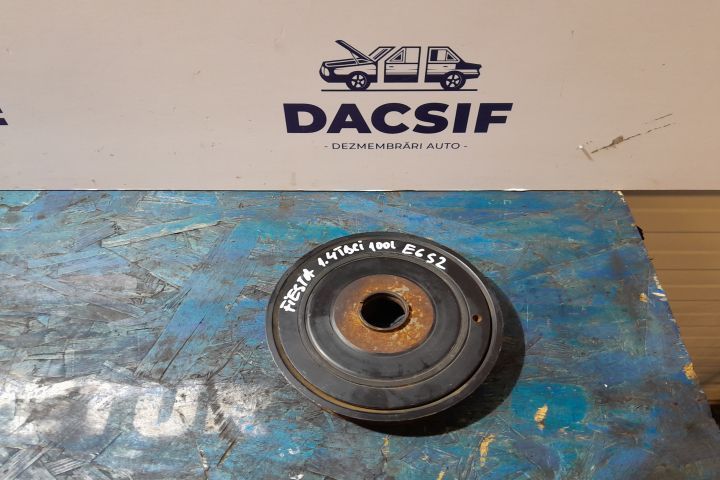 DACSIF
- DEZMEMBRĂRI AUTO -
FIESTA 1.4TDCi 100L E6S2